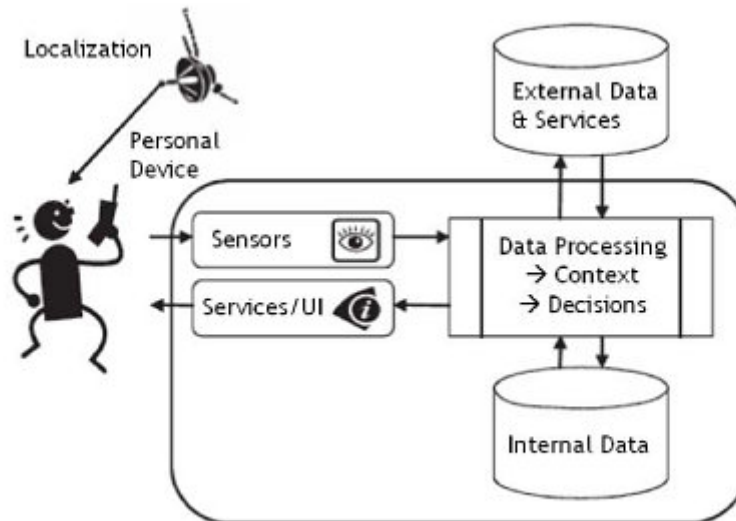 Localization
Personal
Device
External Data
& Services
Sensors
Services/UI
i
Data Processing
→ Context
→ Decisions
Internal Data